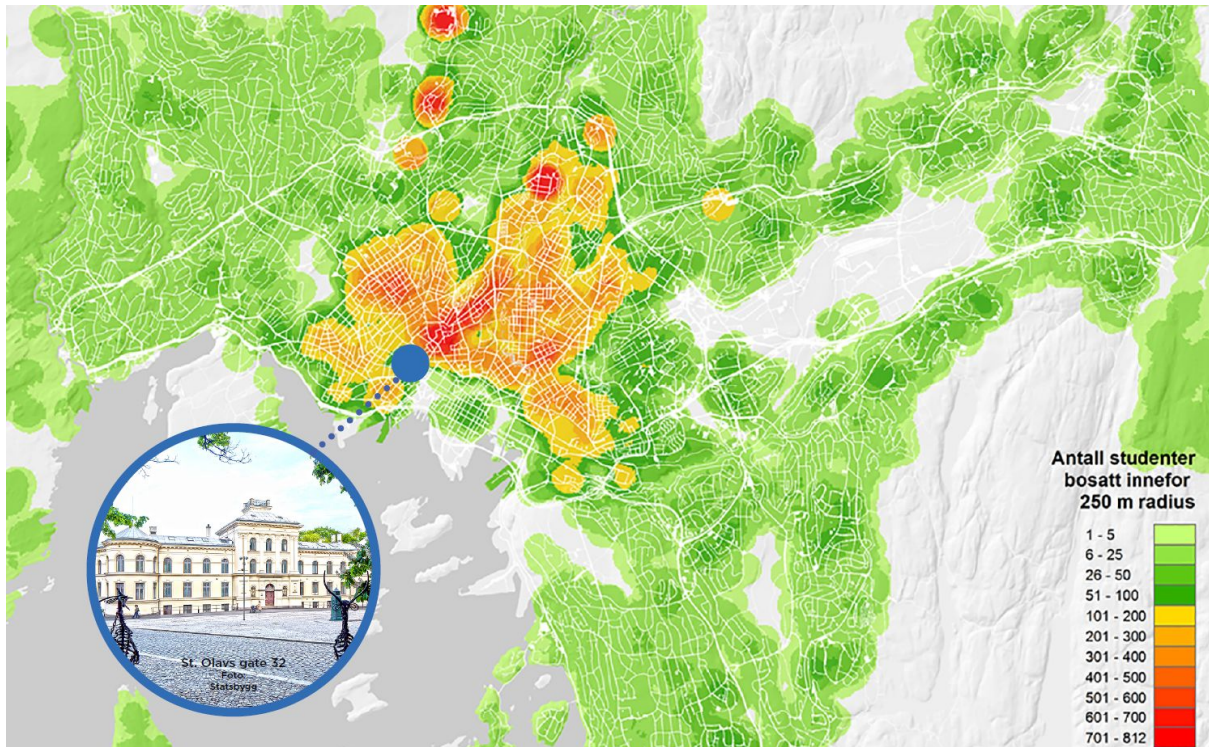 Antall studenter
bosatt innefor
250 m radius
1 - 5
6 - 25
26 - 50
51 - 100
101 - 200
201 - 300
301 - 400
401 - 500
501 - 600
601 - 700
701 - 812
St. Olavs gate 32
Foto:
Statsbygg